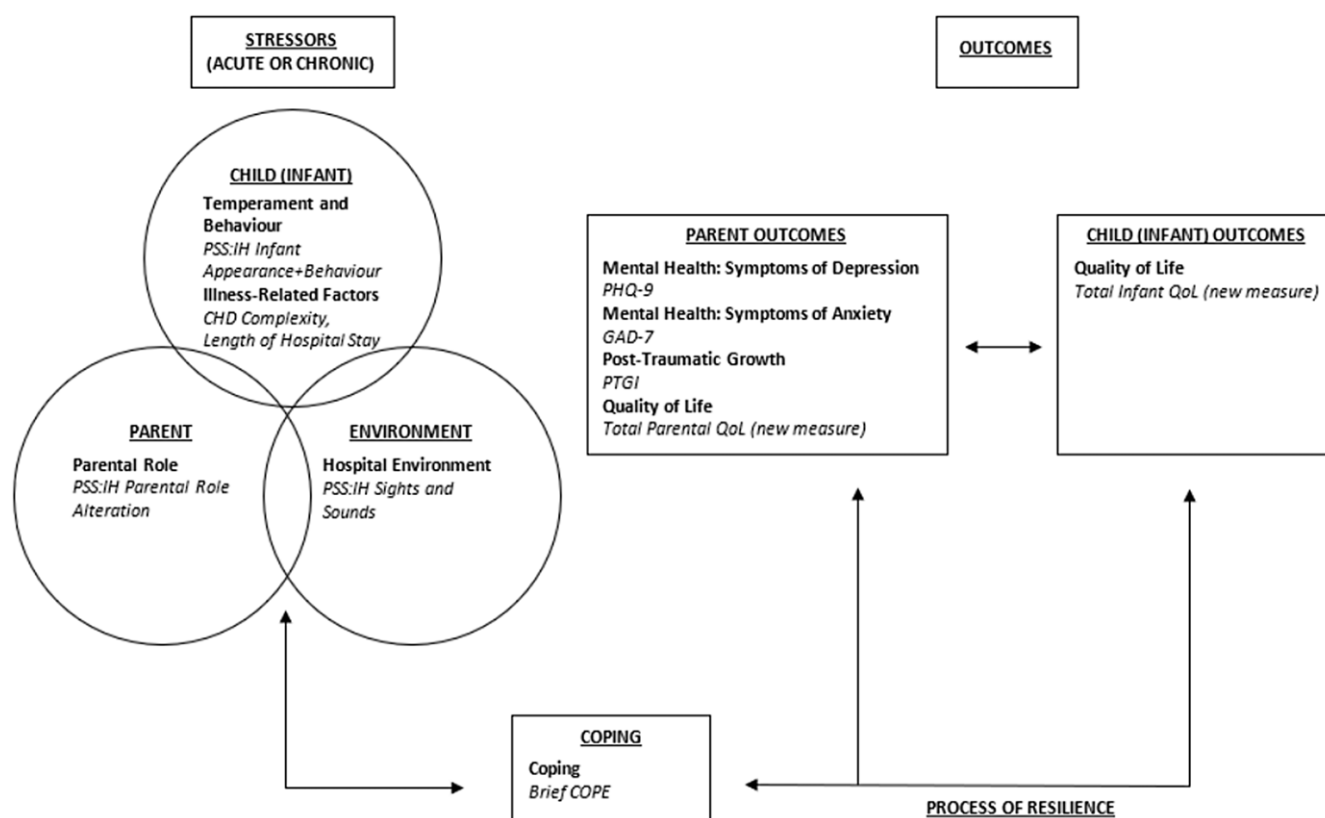 STRESSORS
(ACUTE OR CHRONIC)
OUTCOMES
CHILD (INFANT)
Temperament and
Behaviour
PSS:IH Infant
Appearance+Behaviour
Illness-Related Factors
CHD Complexity,
Length of Hospital Stay
PARENT
Parental Role
PSS:IH Parental Role
Alteration
ENVIRONMENT
Hospital Environment
PSS:IH Sights and
Sounds
PARENT OUTCOMES
Mental Health: Symptoms of Depression
PHQ-9
Mental Health: Symptoms of Anxiety
GAD-7
Post-Traumatic Growth
PTGI
Quality of Life
Total Parental QoL (new measure)
CHILD (INFANT) OUTCOMES
Quality of Life
Total Infant QoL (new measure)
COPING
Coping
Brief COPE
PROCESS OF RESILIENCE